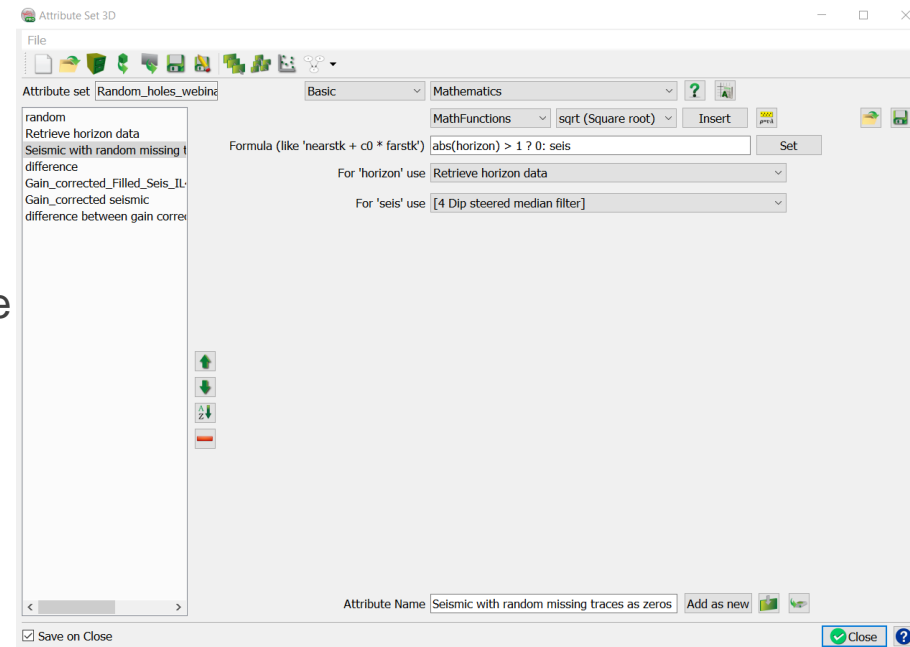 Attribute Set 3D
File
Attribute set Random_holes_webina Basic Mathematics ?
random MathFunctions sqrt (Square root) Insert
Retrieve horizon data
Seismic with random missing t Formula (like 'nearstk + c0 * farstk') abs(horizon) > 1 ? 0: seis Set
difference
Gain_corrected_Filled_Seis_IL- For 'horizon' use Retrieve horizon data
Gain_corrected seismic For 'seis' use [4 Dip steered median filter]
difference between gain corre
e
A
Z
Attribute Name Seismic with random missing traces as zeros Add as new
Save on Close Close ?